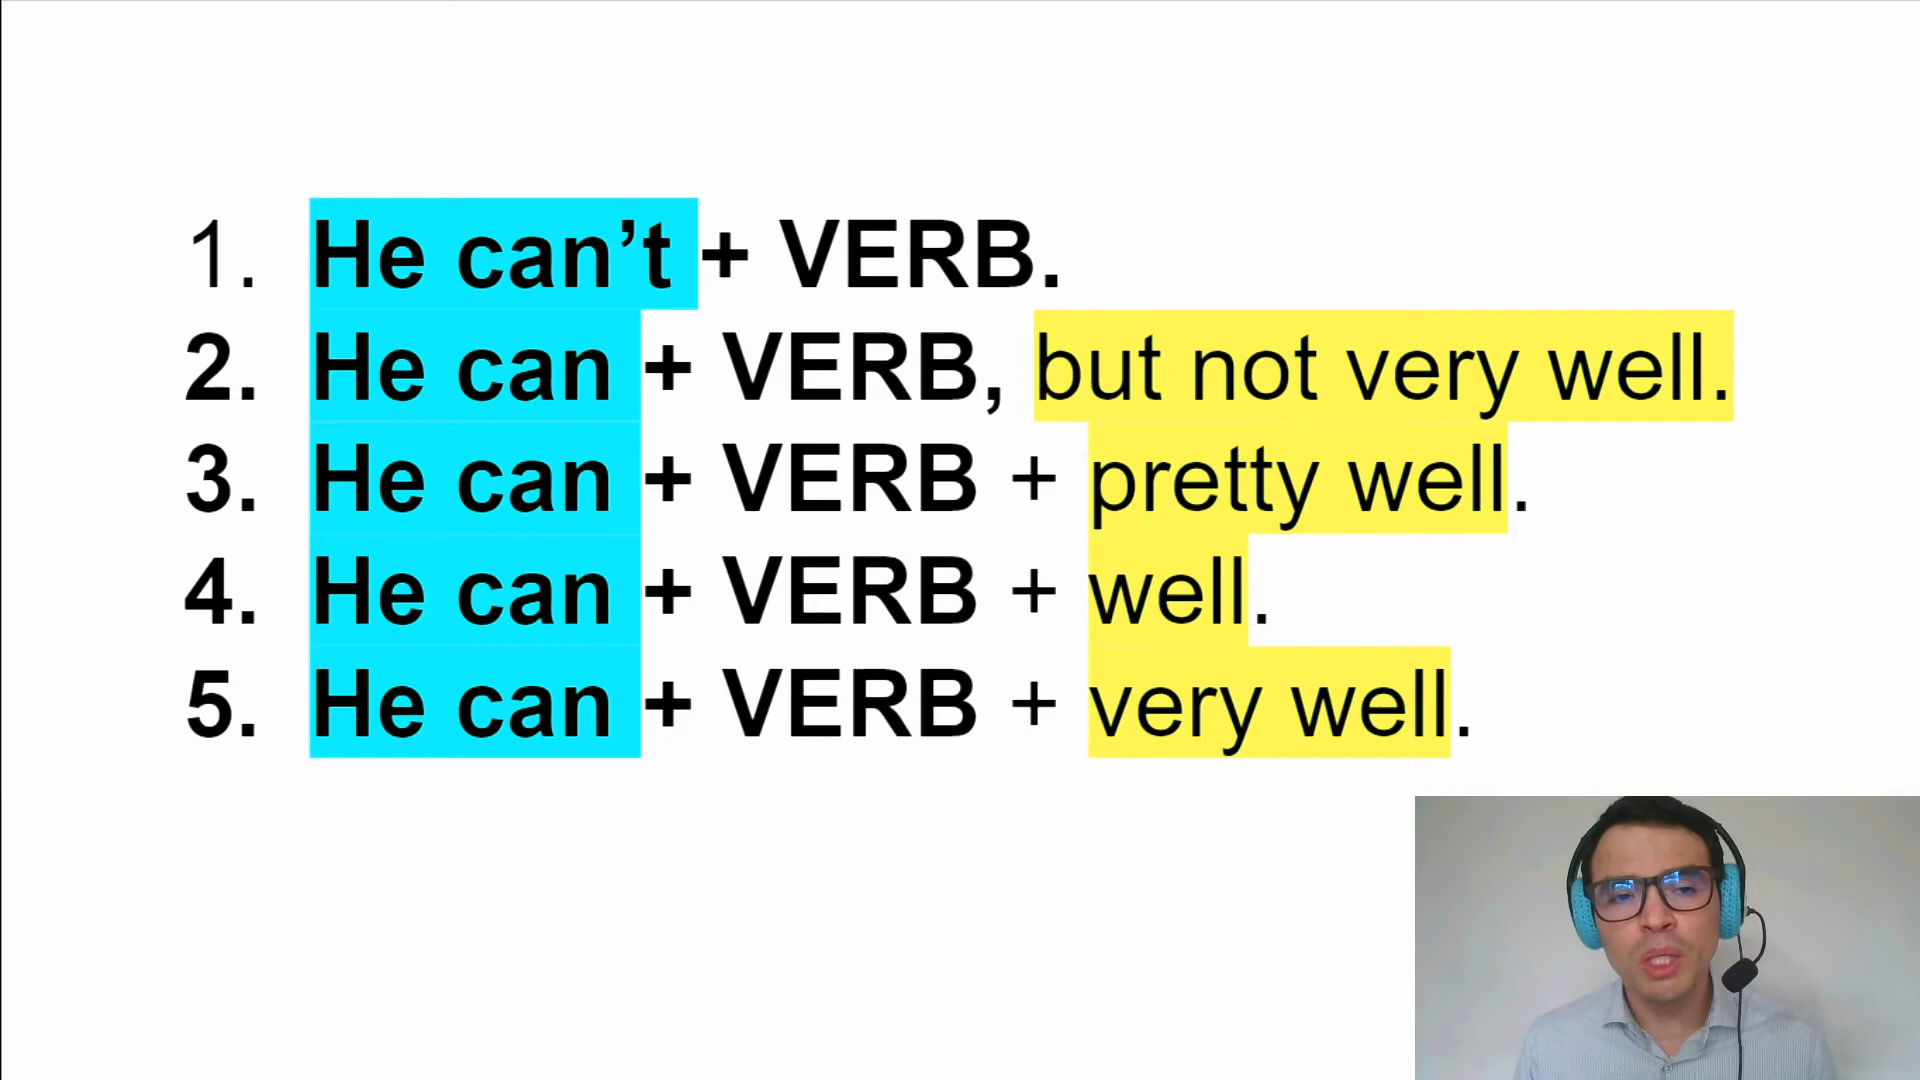 1. He can’t + VERB.
2. He can + VERB, but not very well.
3. He can + VERB + pretty well.
4. He can + VERB + well.
5. He can + VERB + very well.